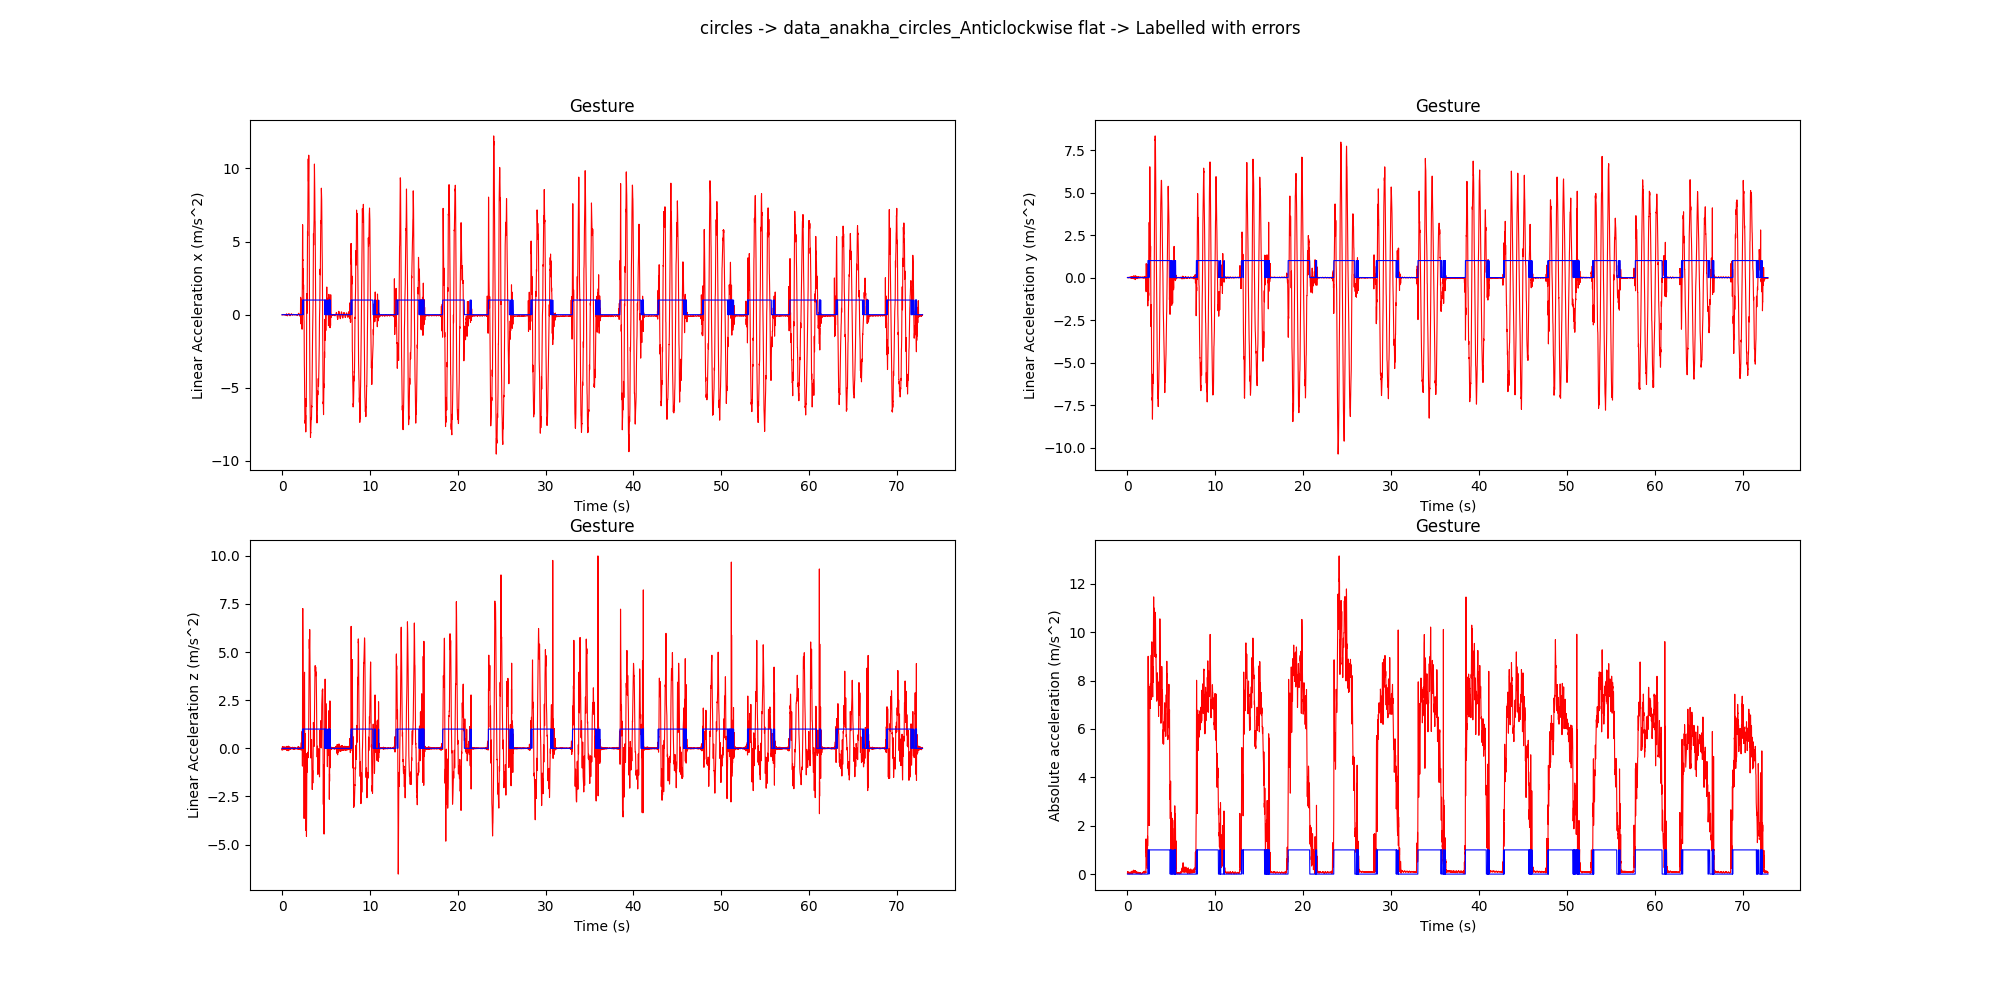 circles -> data_anakha_circles_Anticlockwise flat -> Labelled with errors
Gesture
Linear Acceleration x (m/s^2)
10
5
0
−5
−10
0 10 20 30 40 50 60 70
Time (s)
Gesture
Linear Acceleration y (m/s^2)
7.5
5.0
2.5
0.0
−2.5
−5.0
−7.5
−10.0
0 10 20 30 40 50 60 70
Time (s)
Gesture
Linear Acceleration z (m/s^2)
10.0
7.5
5.0
2.5
0.0
−2.5
−5.0
0 10 20 30 40 50 60 70
Time (s)
Gesture
Absolute acceleration (m/s^2)
12
10
8
6
4
2
0
0 10 20 30 40 50 60 70
Time (s)